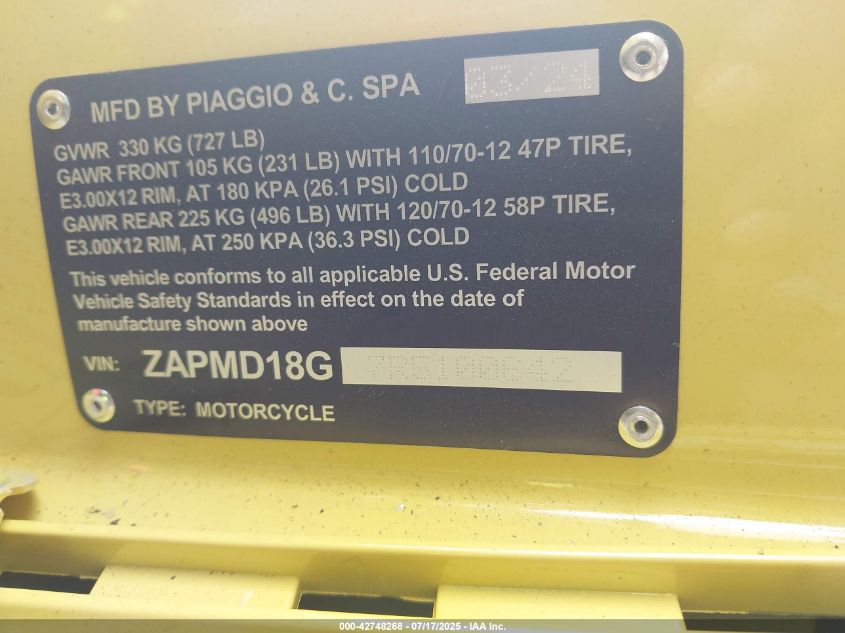 MFD BY PIAGGIO & C. SPA 03/24
GVWR 330 KG (727 LB)
GAWR FRONT 105 KG (231 LB) WITH 110/70-12 47P TIRE,
E3.00X12 RIM, AT 180 KPA (26.1 PSI) COLD
GAWR REAR 225 KG (496 LB) WITH 120/70-12 58P TIRE,
E3.00X12 RIM, AT 250 KPA (36.3 PSI) COLD
This vehicle conforms to all applicable U.S. Federal Motor
Vehicle Safety Standards in effect on the date of
manufacture shown above
VIN: ZAPMD18G 7R5100642
TYPE: MOTORCYCLE
000-42748268 - 07/17/2025 - IAA Inc.